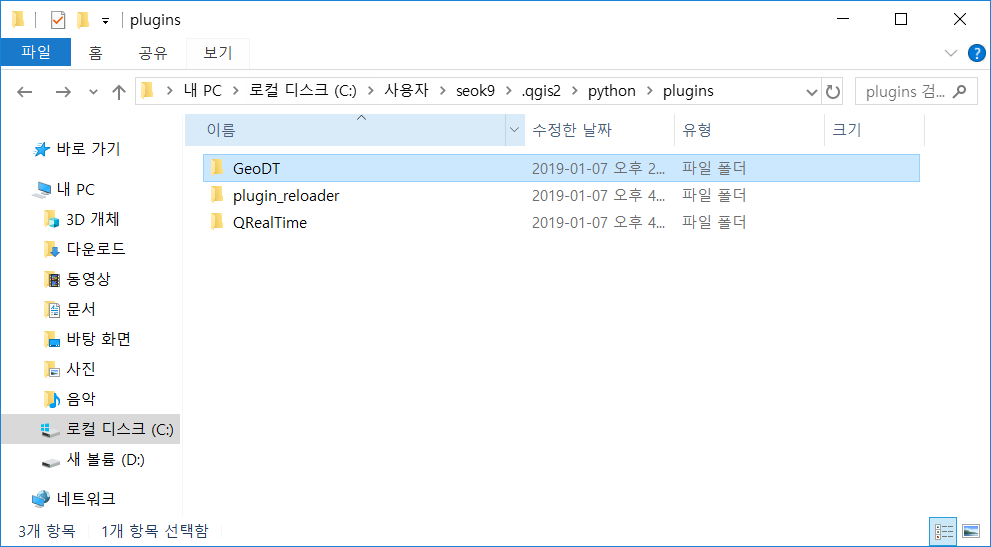 plugins
파일 홈 공유 보기
내 PC 로컬 디스크 (C:) 사용자 seok9 .qgis2 python plugins plugins 검...
이름 수정한 날짜 유형 크기
바로 가기
내 PC
3D 개체
다운로드
동영상
문서
바탕 화면
사진
음악
로컬 디스크 (C:)
새 볼륨 (D:)
네트워크
GeoDT 2019-01-07 오후 2... 파일 폴더
plugin_reloader 2019-01-07 오후 4... 파일 폴더
QRealTime 2019-01-07 오후 4... 파일 폴더
3개 항목 1개 항목 선택함